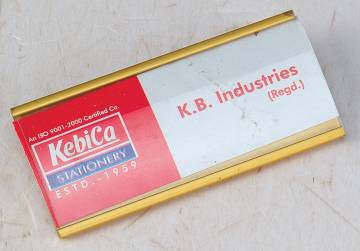 An ISO 9001-2000 Certified Co.
KebiCa
STATIONERY
ESTD.-1959
K.B. Industries
(Regd.)